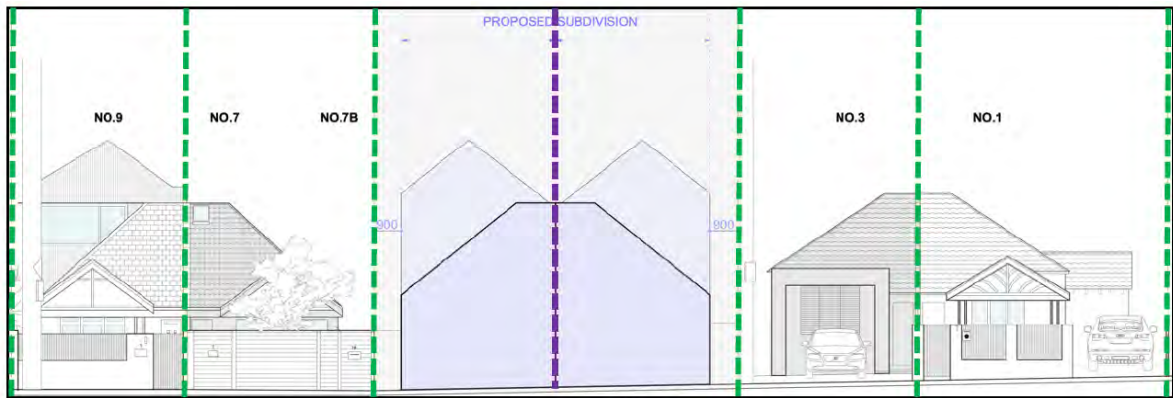 PROPOSED SUBDIVISION
NO.9
NO.7
NO.7B
NO.3
NO.1
900
900